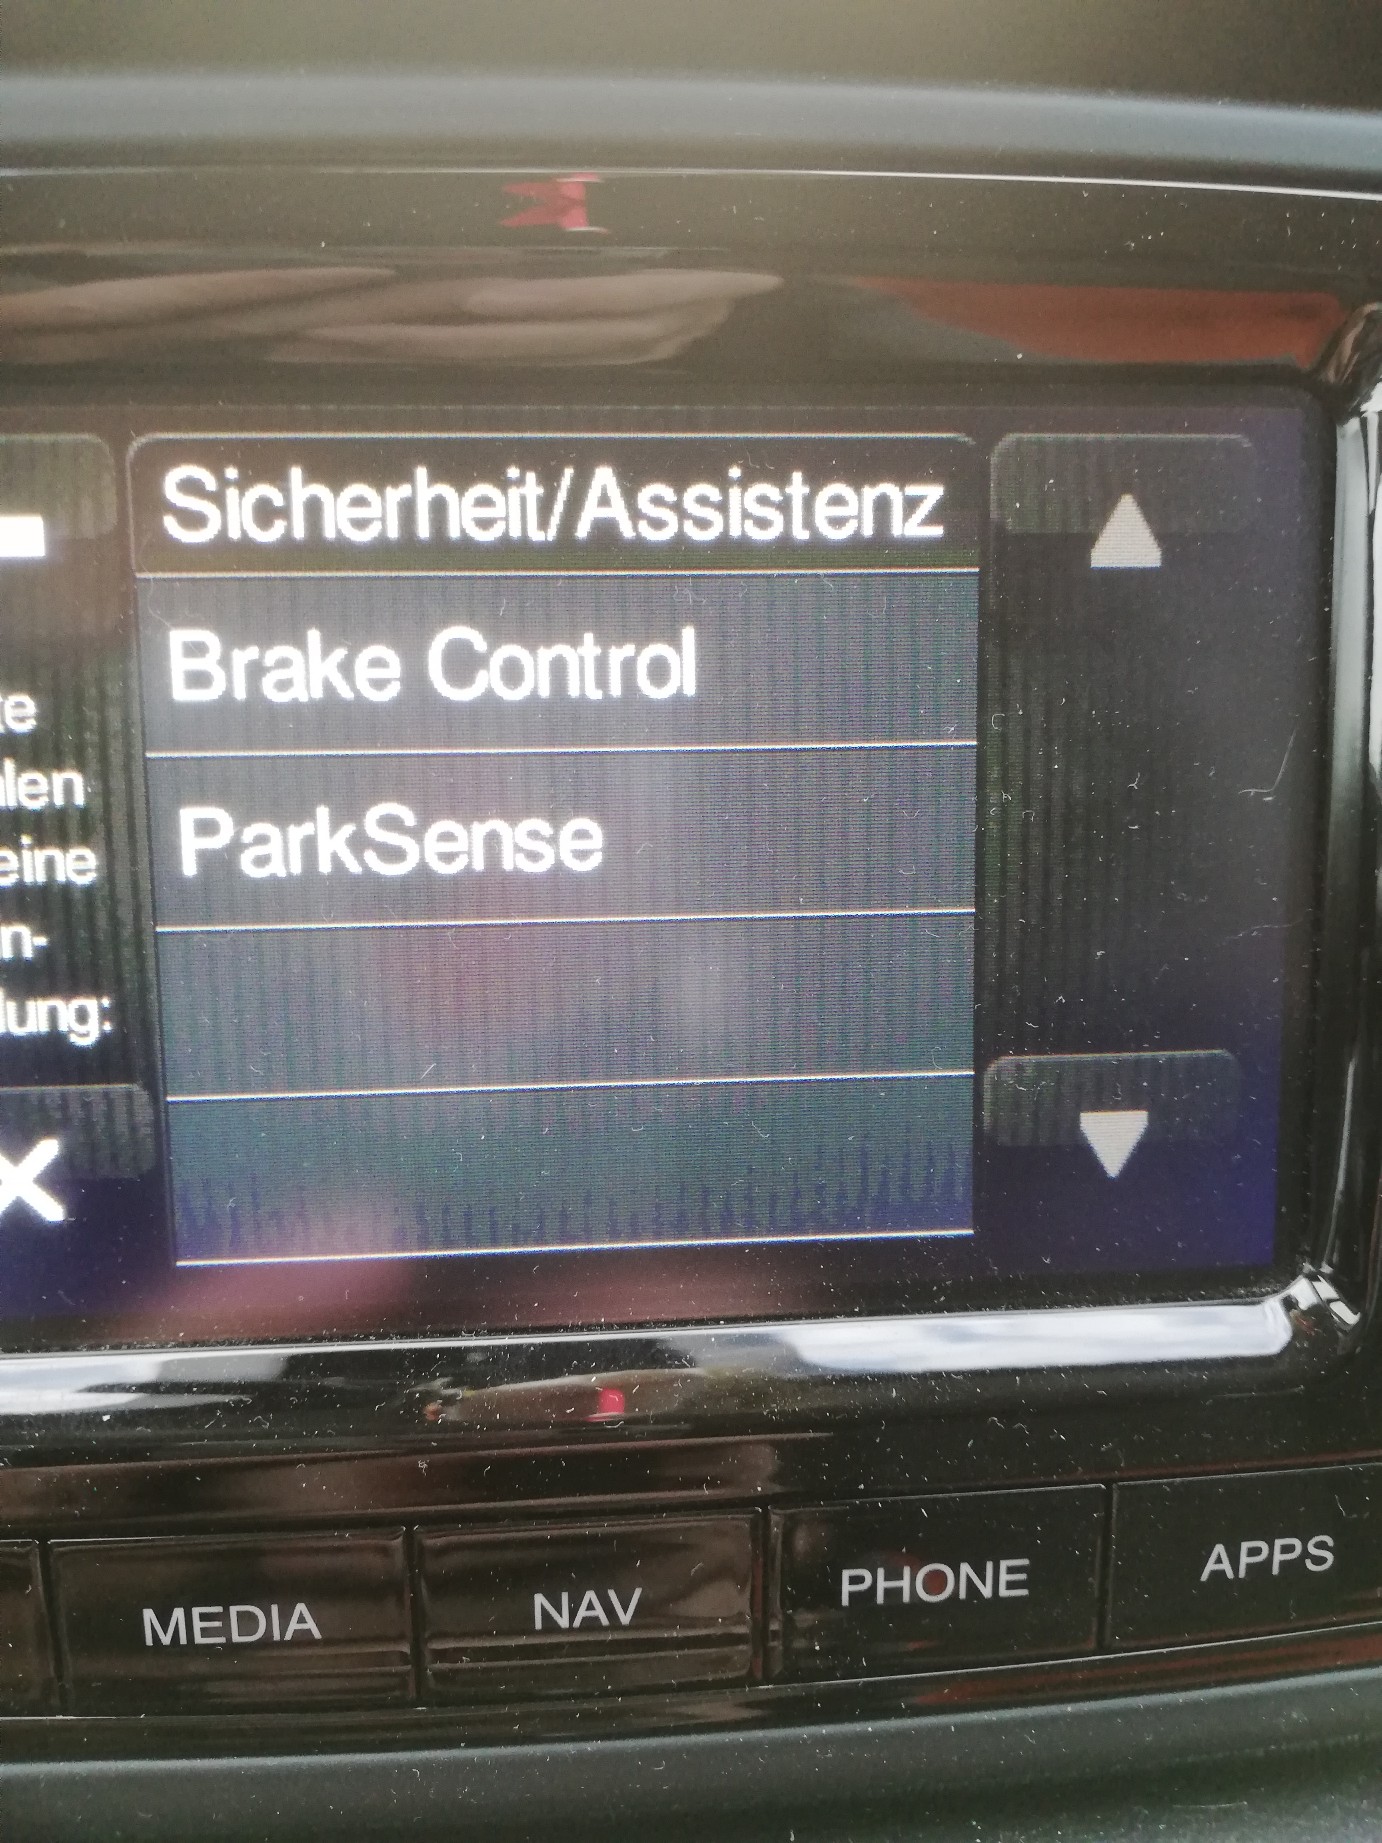 Sicherheit/Assistenz
Brake Control
ParkSense
MEDIA
NAV
PHONE
APPS